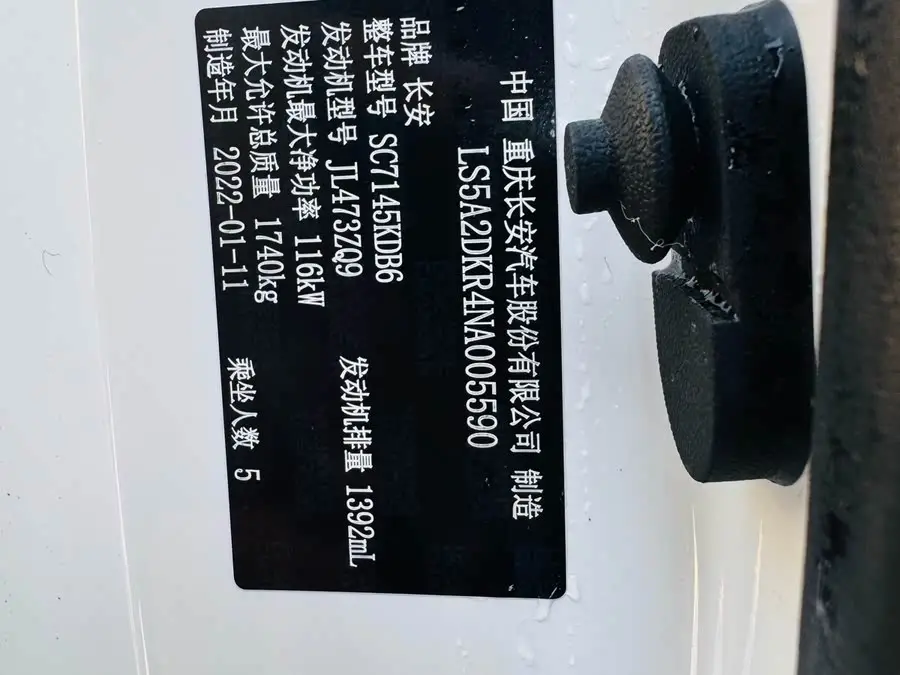 中国 重庆长安汽车股份有限公司 制造
LS5A2DKR4NA005590
品牌 长安
整车型号 SC7145KDB6
发动机型号 JL473ZQ9 发动机排量 1392mL
发动机最大净功率 116kW
最大允许总质量 1740kg 乘坐人数 5
制造年月 2022-01-11